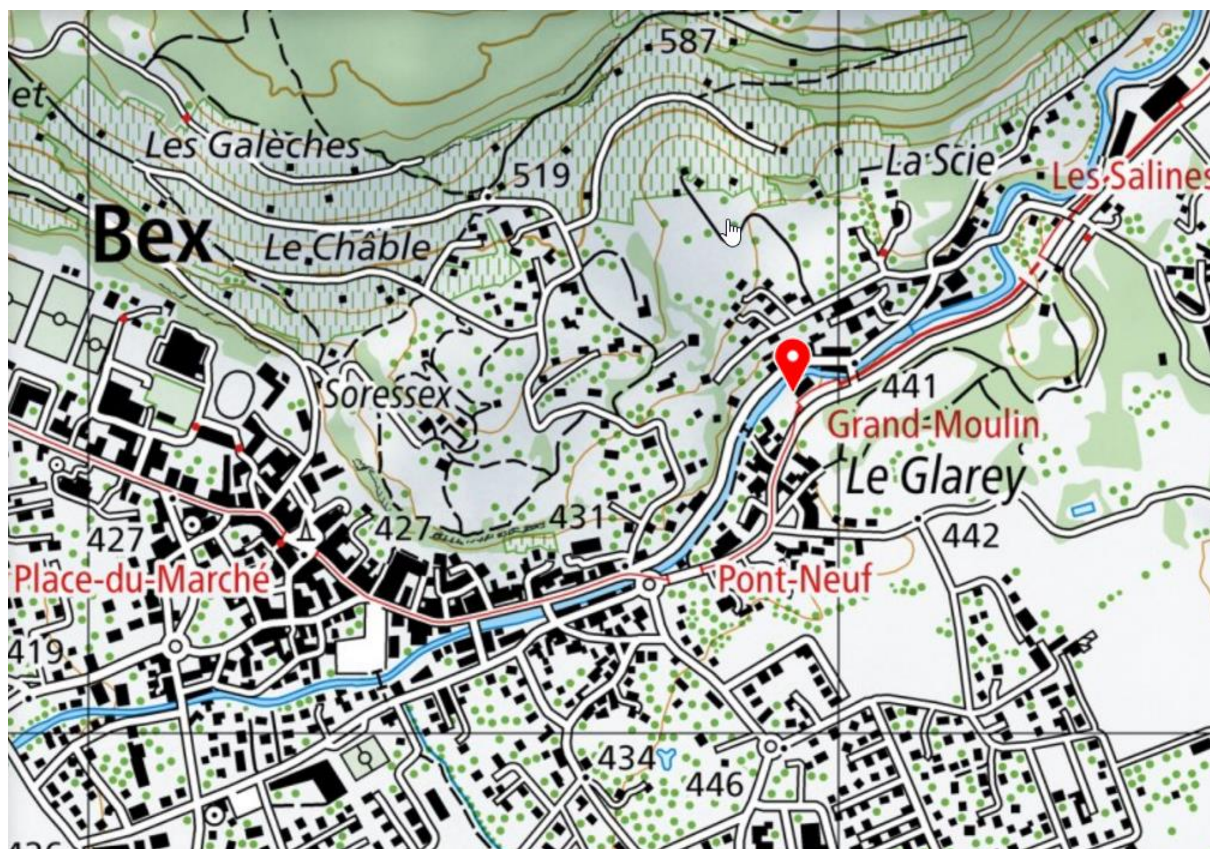 587
et
Les Galèches
La Scie
519
Les Salines
Bex
Le Châble
Soressex
441
Grand-Moulin
Le Glarey
427
427
431
442
Place-du-Marché
Pont-Neuf
419
434
446